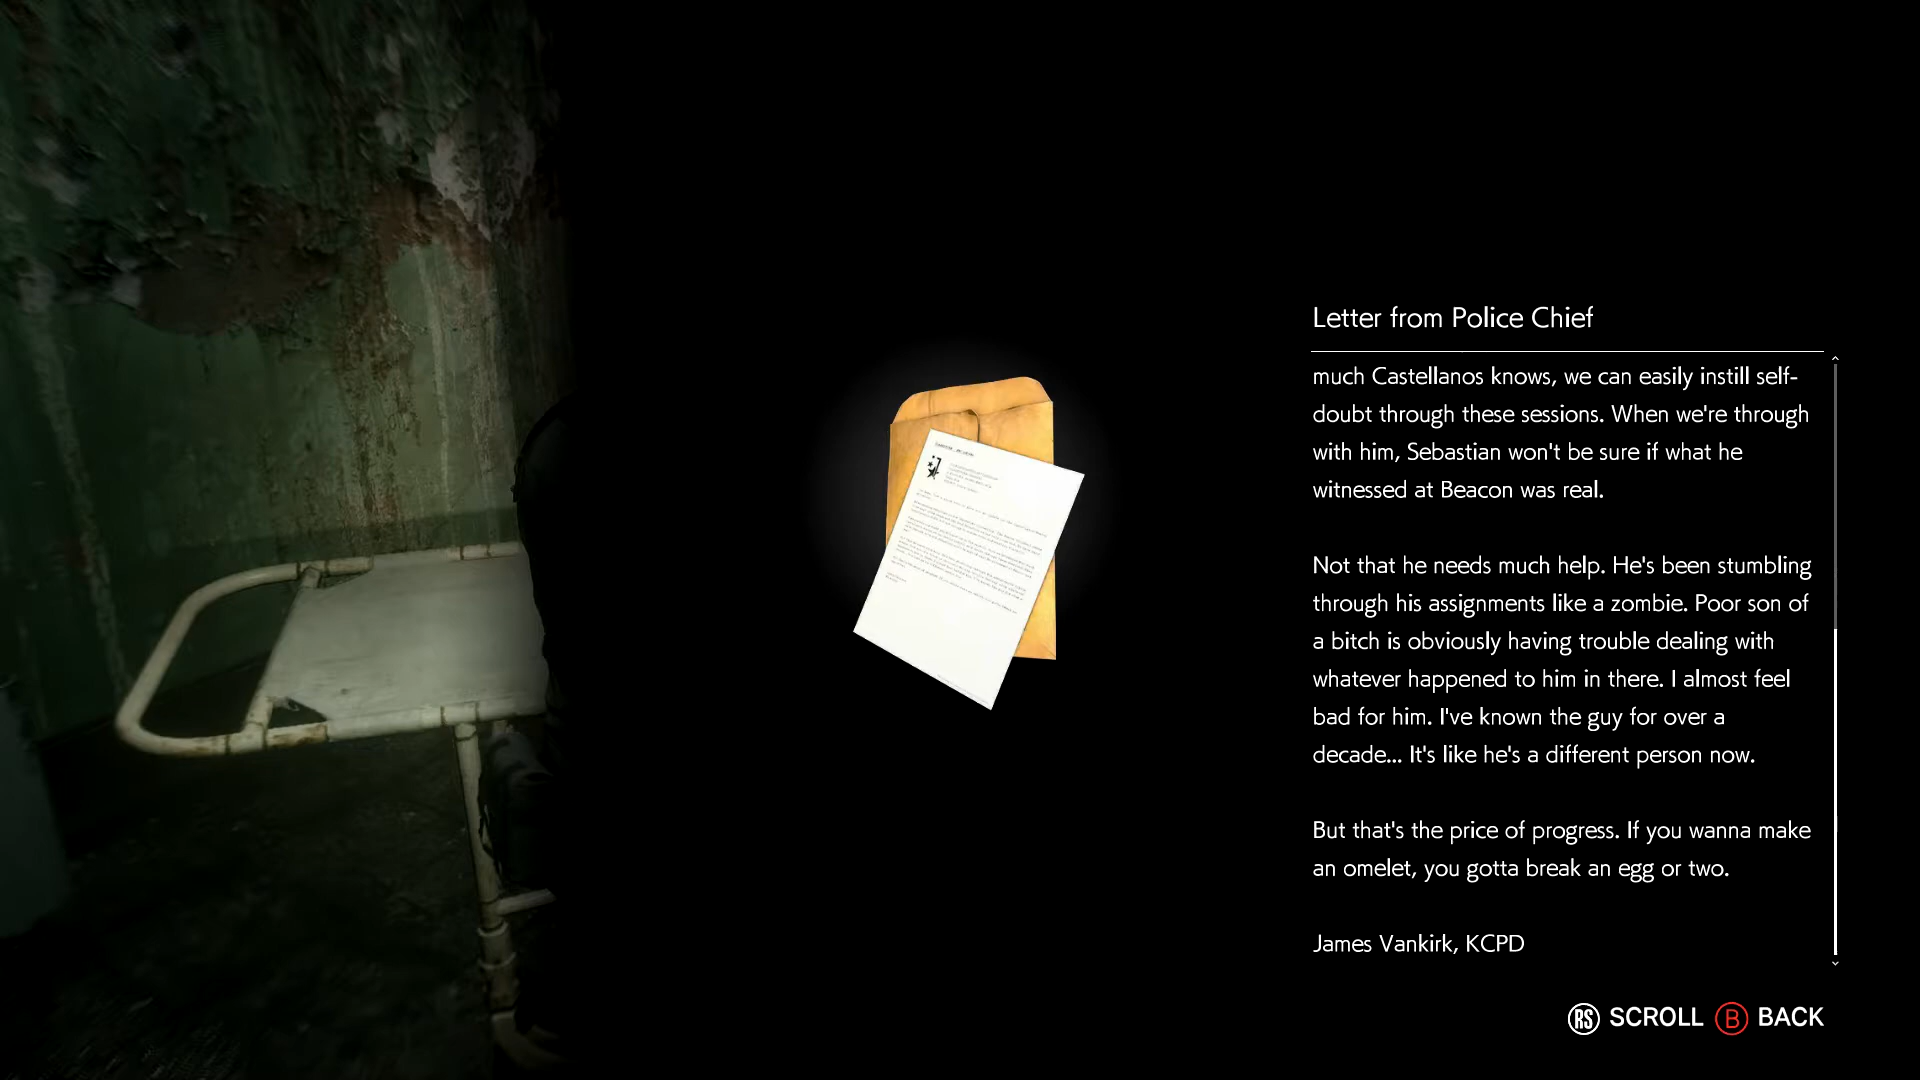 Letter from Police Chief
much Castellanos knows, we can easily instill self-
doubt through these sessions. When we're through
with him, Sebastian won't be sure if what he
witnessed at Beacon was real.
Not that he needs much help. He's been stumbling
through his assignments like a zombie. Poor son of
a bitch is obviously having trouble dealing with
whatever happened to him in there. I almost feel
bad for him. I've known the guy for over a
decade... It's like he's a different person now.
But that's the price of progress. If you wanna make
an omelet, you gotta break an egg or two.
James Vankirk, KCPD
RS SCROLL B BACK